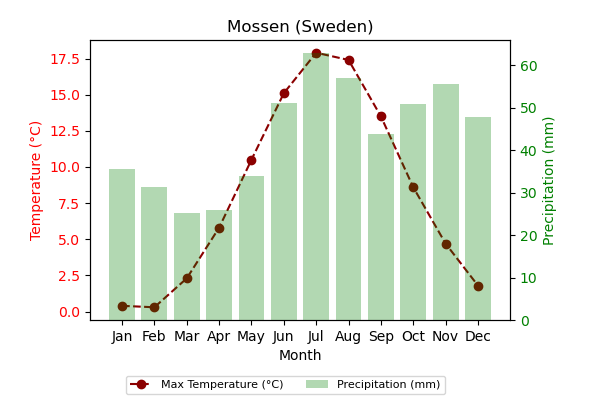 Mossen (Sweden)
Temperature (°C)
17.5
15.0
12.5
10.0
7.5
5.0
2.5
0.0
60
50
40
30
20
10
0
Precipitation (mm)
Jan Feb Mar Apr May Jun Jul Aug Sep Oct Nov Dec
Month
Max Temperature (°C) Precipitation (mm)